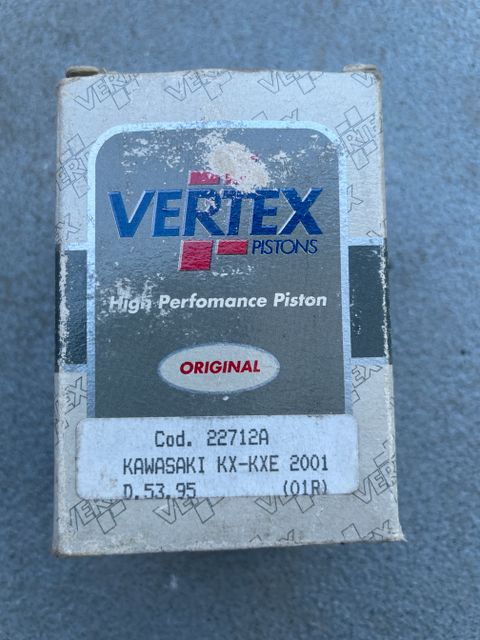 VERTEX
PISTONS
High Perfomance Piston
ORIGINAL
Cod. 22712A
KAWASAKI KX-KXE 2001
D.53.95 (01R)